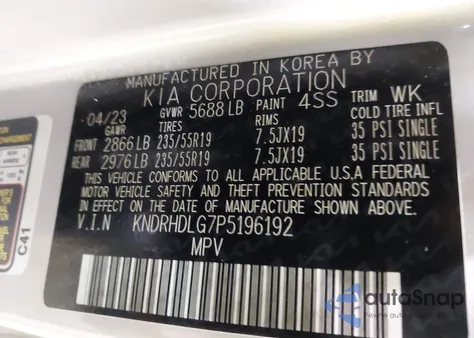 MANUFACTURED IN KOREA BY
KIA CORPORATION
04/23 GVWR 5688 LB PAINT 4SS TRIM WK
GAWR TIRES RIMS COLD TIRE INFL
FRONT 2866 LB 235/55R19 7.5JX19 35 PSI SINGLE
REAR 2976 LB 235/55R19 7.5JX19 35 PSI SINGLE
THIS VEHICLE CONFORMS TO ALL APPLICABLE U.S.A FEDERAL
MOTOR VEHICLE SAFETY AND THEFT PREVENTION STANDARDS
IN EFFECT ON THE DATE OF MANUFACTURE SHOWN ABOVE.
V.I.N KNDRHDLG7P5196192
MPV
C41
autoSnap